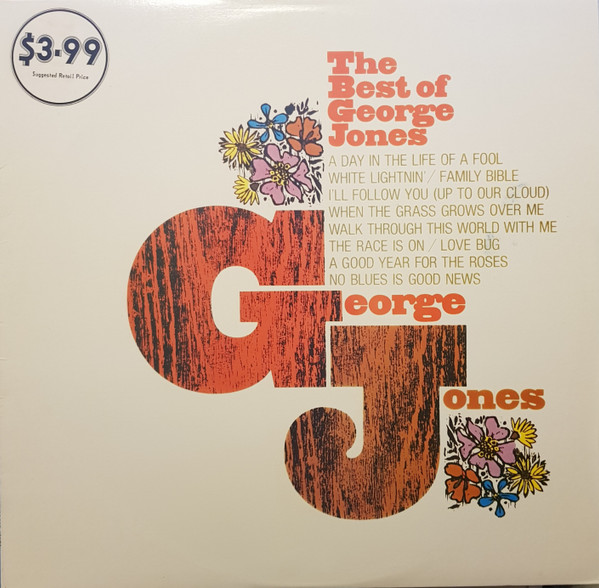 $3.99
Suggested Retail Price
The
Best of
George
Jones
A DAY IN THE LIFE OF A FOOL
WHITE LIGHTNIN' / FAMILY BIBLE
I'LL FOLLOW YOU (UP TO OUR CLOUD)
WHEN THE GRASS GROWS OVER ME
WALK THROUGH THIS WORLD WITH ME
THE RACE IS ON / LOVE BUG
A GOOD YEAR FOR THE ROSES
NO BLUES IS GOOD NEWS
George
Jones